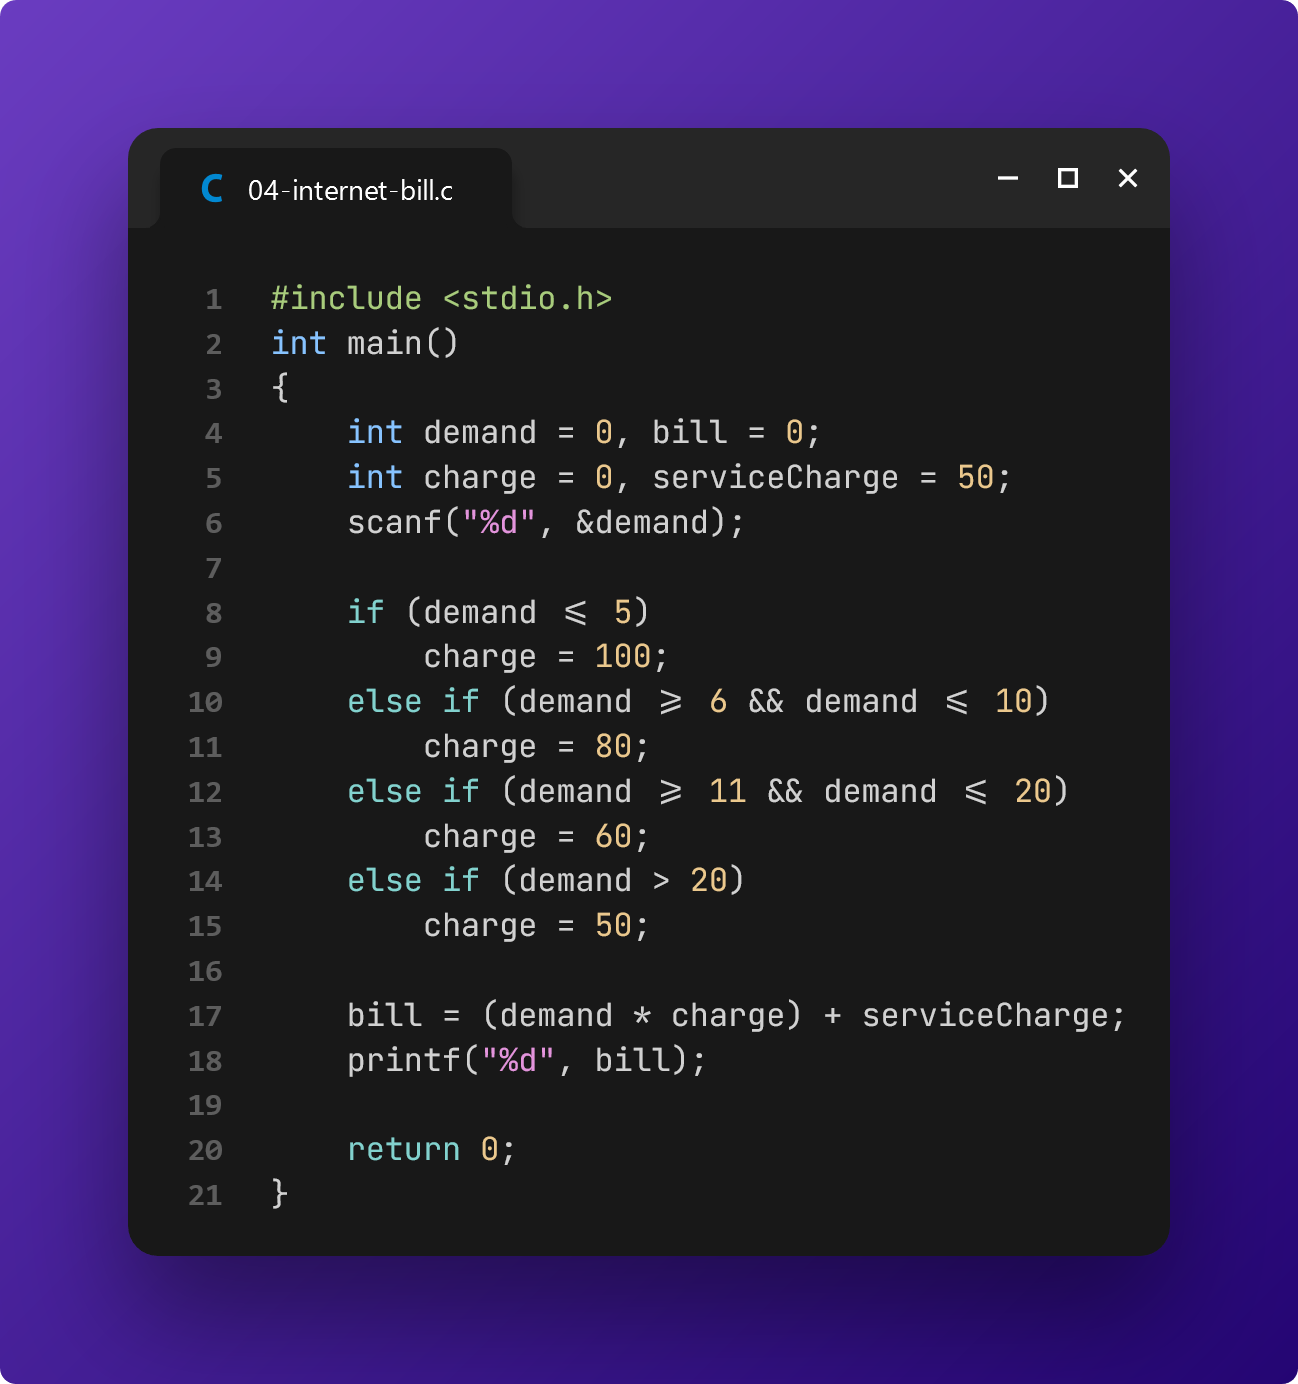 C 04-internet-bill.c
1 #include <stdio.h>
2 int main()
3 {
4     int demand = 0, bill = 0;
5     int charge = 0, serviceCharge = 50;
6     scanf("%d", &demand);
7
8     if (demand <= 5)
9         charge = 100;
10     else if (demand >= 6 && demand <= 10)
11         charge = 80;
12     else if (demand >= 11 && demand <= 20)
13         charge = 60;
14     else if (demand > 20)
15         charge = 50;
16
17     bill = (demand * charge) + serviceCharge;
18     printf("%d", bill);
19
20     return 0;
21 }